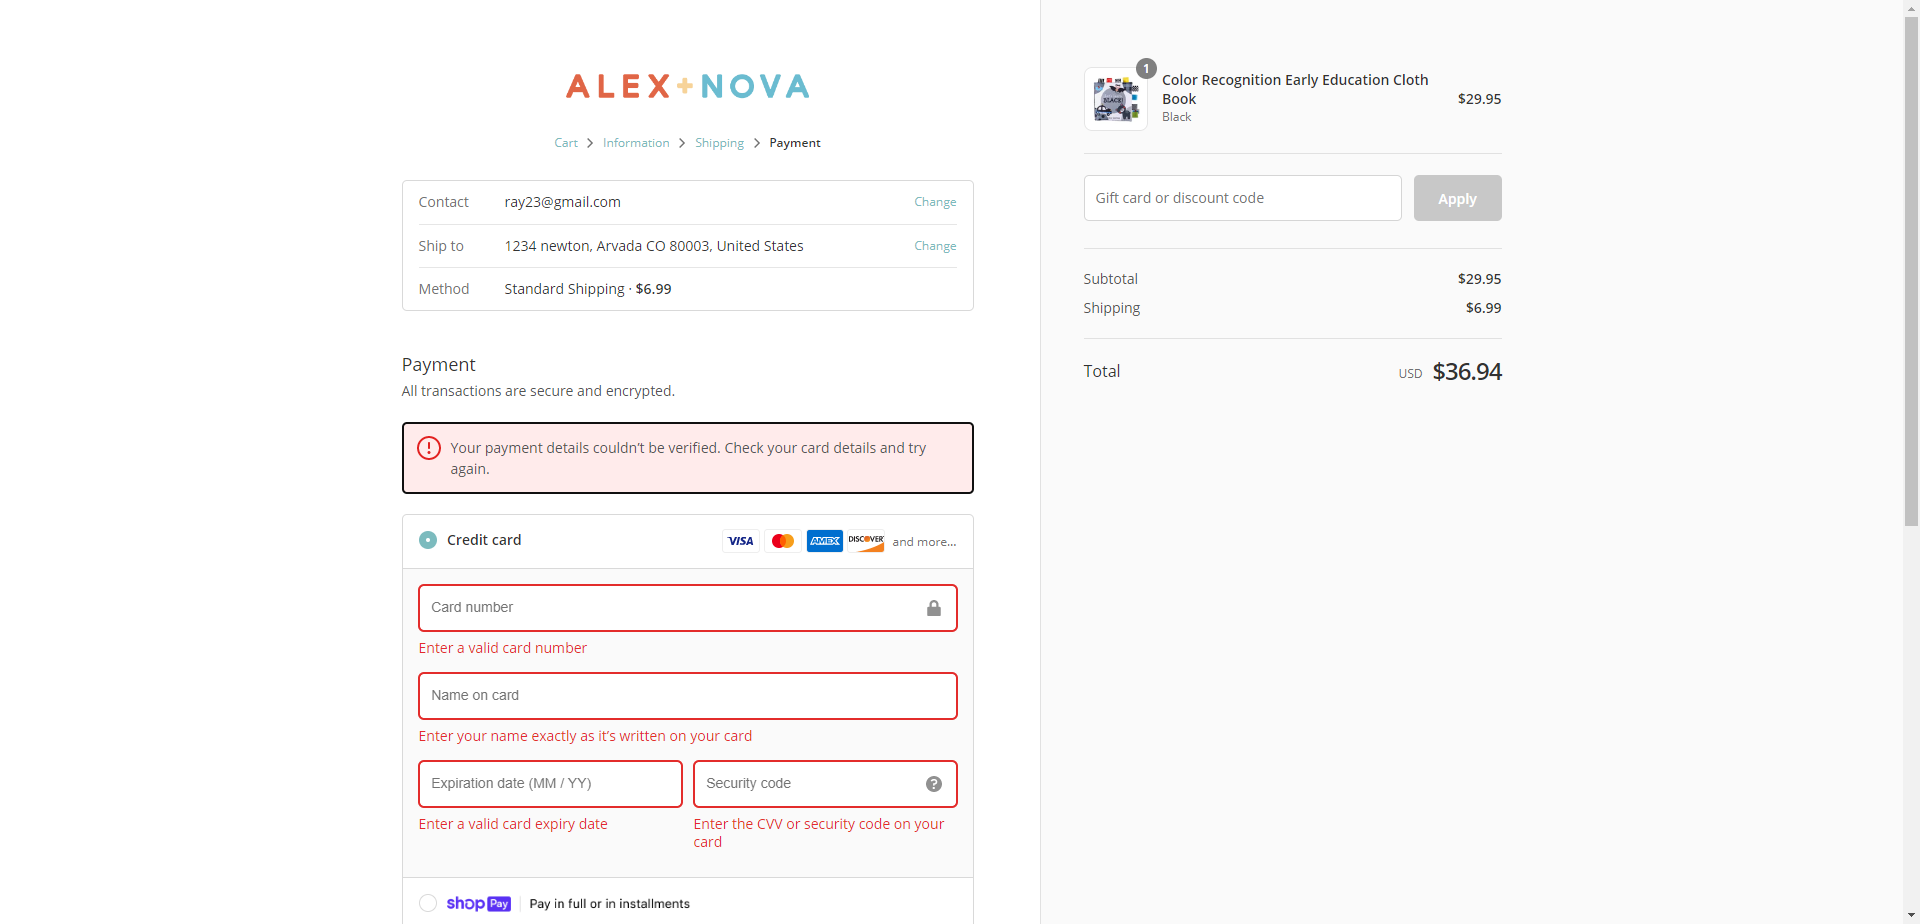 ALEX+NOVA
Cart > Information > Shipping > Payment
Contact ray23@gmail.com Change
Ship to 1234 newton, Arvada CO 80003, United States Change
Method Standard Shipping · $6.99
Payment
All transactions are secure and encrypted.
Your payment details couldn’t be verified. Check your card details and try
again.
Credit card VISA AMEX DISCOVER and more...
Card number
Enter a valid card number
Name on card
Enter your name exactly as it’s written on your card
Expiration date (MM / YY)
Enter a valid card expiry date
Security code
Enter the CVV or security code on your
card
shop Pay Pay in full or in installments
1
Color Recognition Early Education Cloth
Book
Black
$29.95
BLACK!
Gift card or discount code Apply
Subtotal $29.95
Shipping $6.99
Total USD $36.94